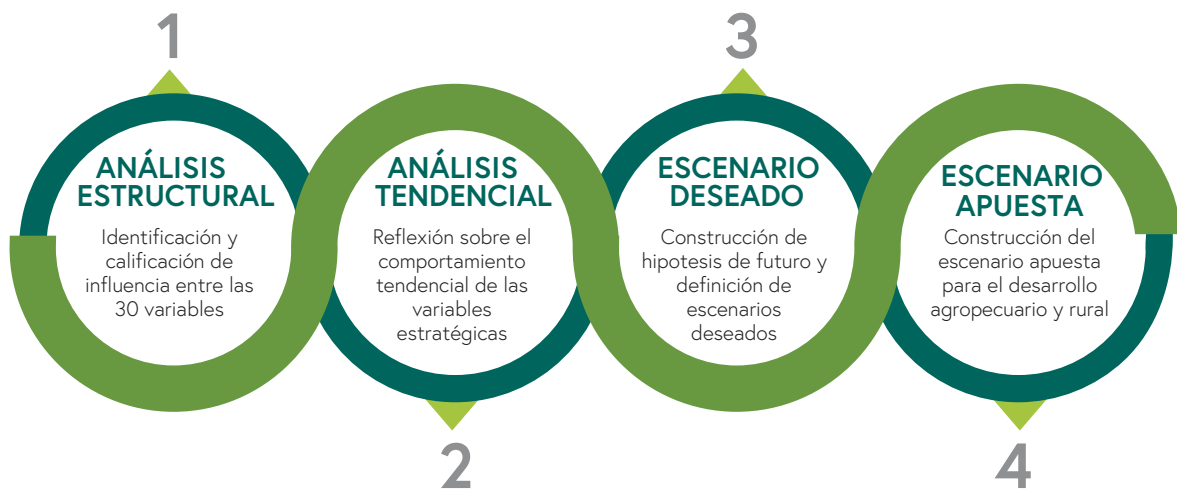 1
ANÁLISIS
ESTRUCTURAL
Identificación y
calificación de
influencia entre las
30 variables
ANÁLISIS
TENDENCIAL
Reflexión sobre el
comportamiento
tendencial de las
variables
estratégicas
2
3
ESCENARIO
DESEADO
Construcción de
hipotesis de futuro y
definición de
escenarios
deseados
ESCENARIO
APUESTA
Construcción del
escenario apuesta
para el desarrollo
agropecuario y rural
4